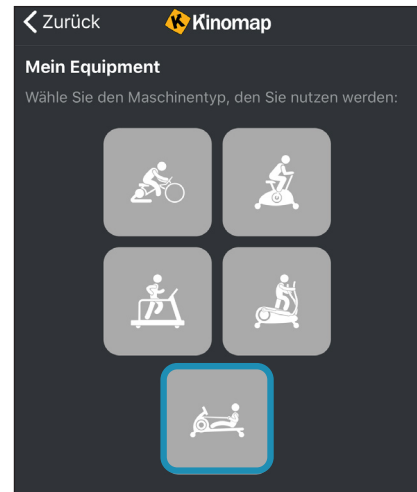 Zurück
Kinomap
Mein Equipment
Wähle Sie den Maschinentyp, den Sie nutzen werden: